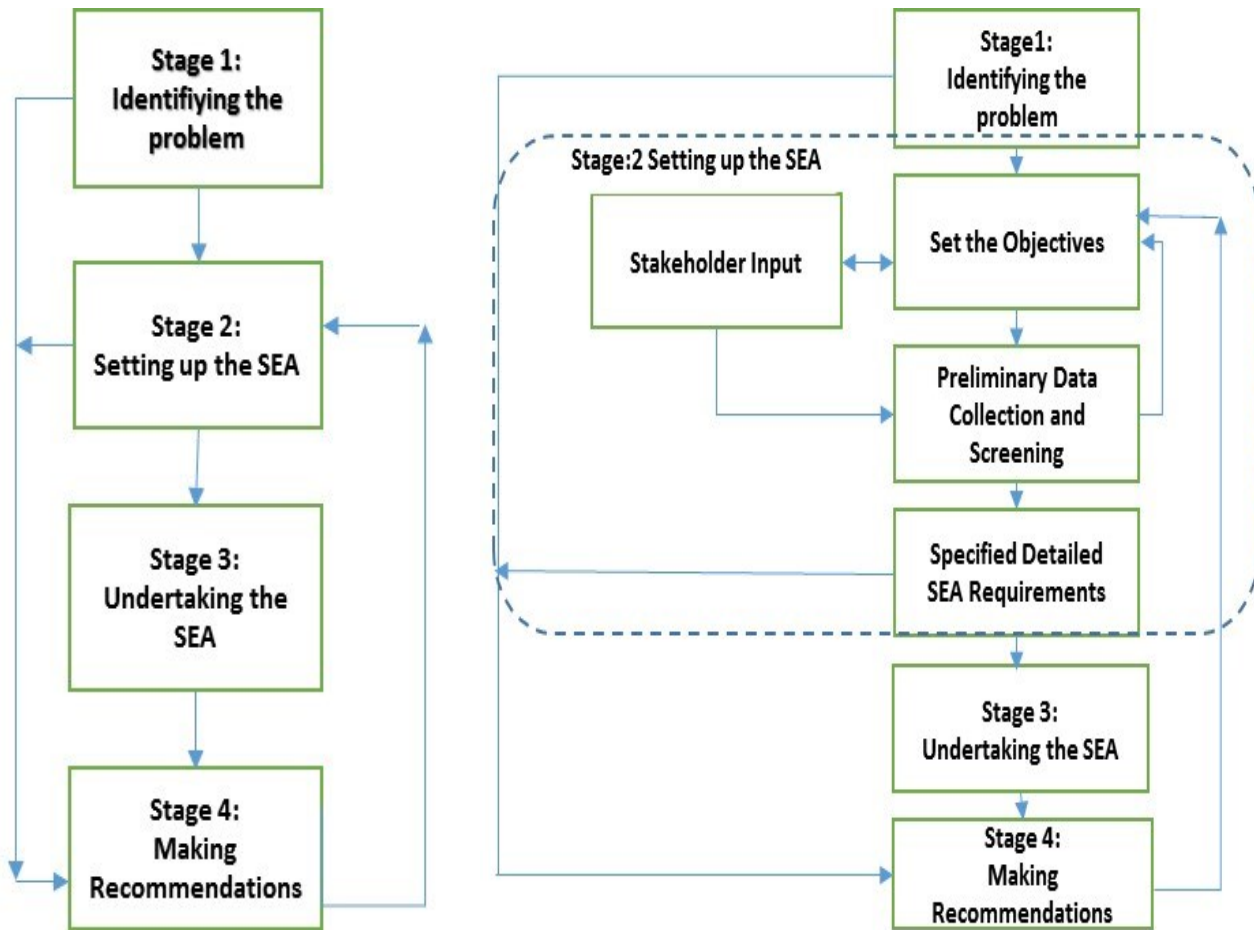 Stage 1:
Identifiying the
problem
Stage 2:
Setting up the SEA
Stage 3:
Undertaking the
SEA
Stage 4:
Making
Recommendations
Stage1:
Identifying the
problem
Stage:2 Setting up the SEA
Stakeholder Input
Set the Objectives
Preliminary Data
Collection and
Screening
Specified Detailed
SEA Requirements
Stage 3:
Undertaking the SEA
Stage 4:
Making
Recommendations